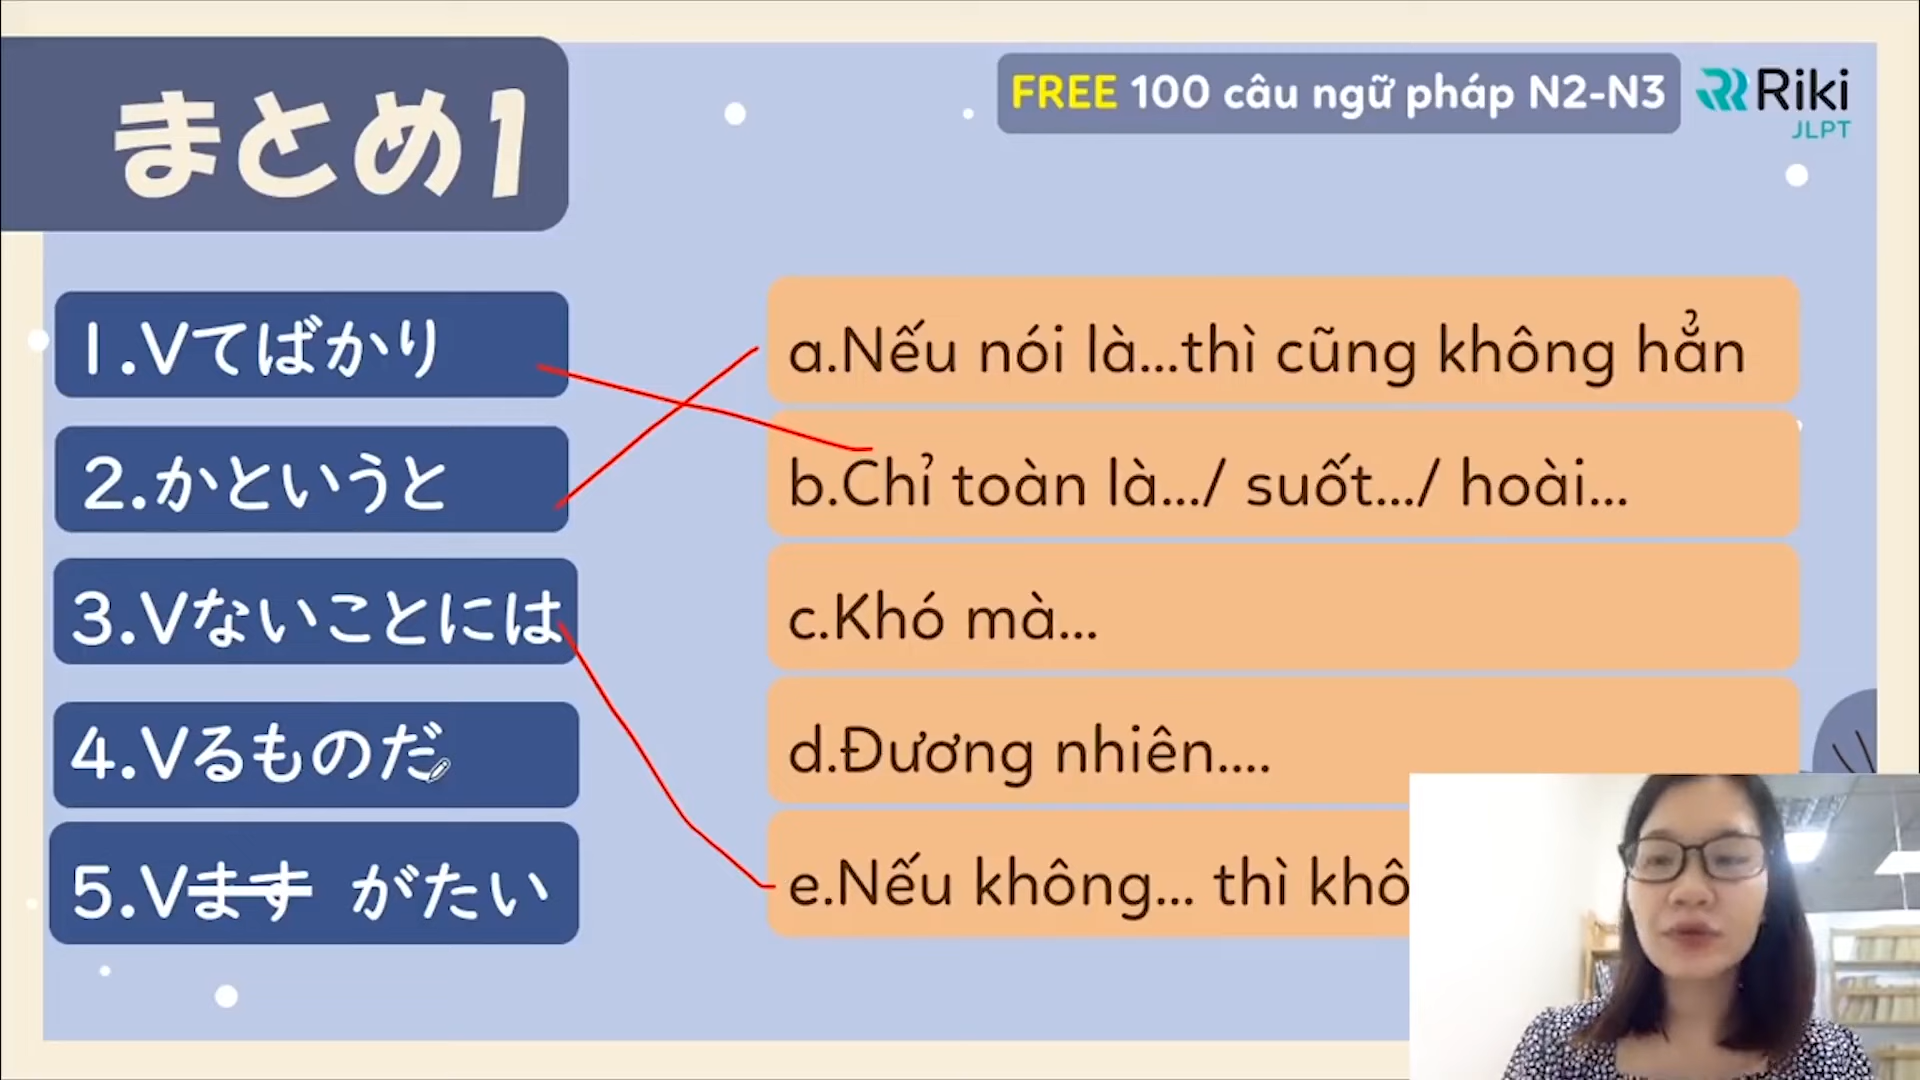 まとめ1
FREE 100 câu ngữ pháp N2-N3
Riki
JLPT
1.Vてばかり
2.かというと
3.Vないことには
4.Vるものだ
5.Vます がたい
a.Nếu nói là...thì cũng không hẳn
b.Chỉ toàn là.../ suốt.../ hoài...
c.Khó mà...
d.Đương nhiên....
e.Nếu không... thì khô